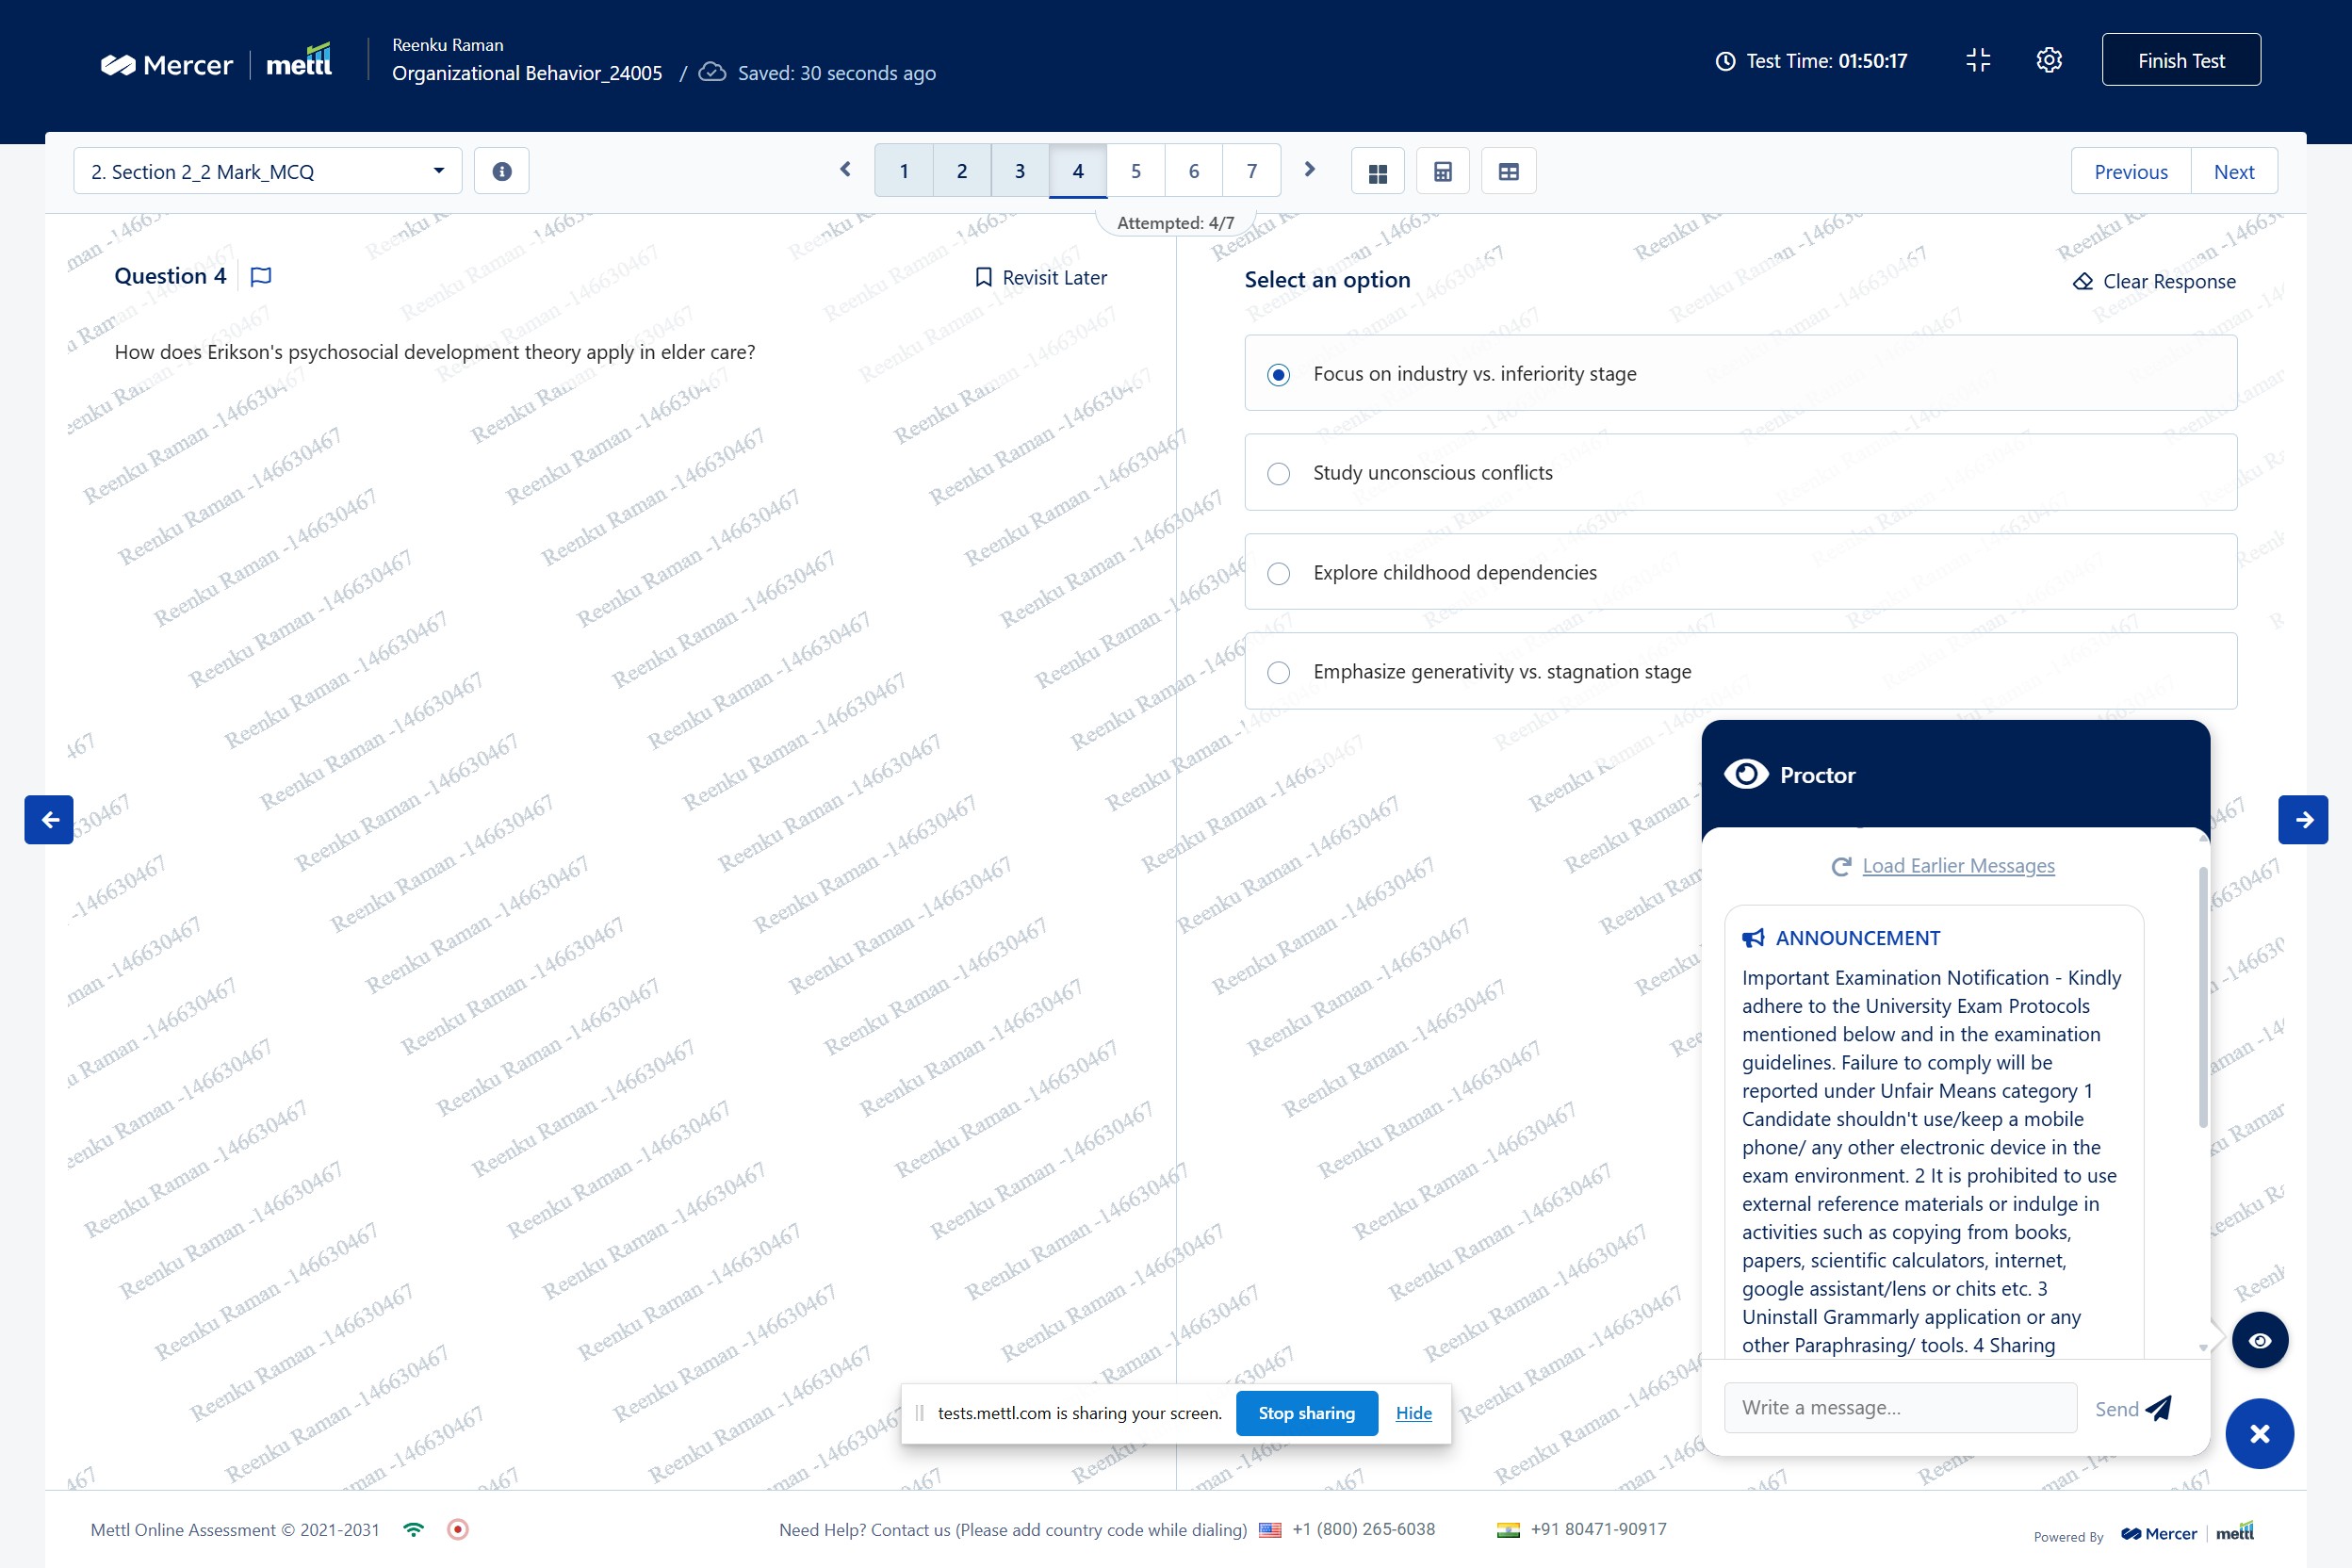 Mercer
mettl
Reenku Raman
Organizational Behavior_24005 / Saved: 30 seconds ago
Test Time: 01:50:17
Finish Test
2. Section 2_2 Mark_MCQ
1 2 3 4 5 6 7
Previous
Next
Attempted: 4/7
Question 4
Revisit Later
How does Erikson's psychosocial development theory apply in elder care?
Select an option
Clear Response
Focus on industry vs. inferiority stage
Study unconscious conflicts
Explore childhood dependencies
Emphasize generativity vs. stagnation stage
Reenku Raman -146630467
Proctor
Load Earlier Messages
ANNOUNCEMENT
Important Examination Notification - Kindly
adhere to the University Exam Protocols
mentioned below and in the examination
guidelines. Failure to comply will be
reported under Unfair Means category 1
Candidate shouldn't use/keep a mobile
phone/ any other electronic device in the
exam environment. 2 It is prohibited to use
external reference materials or indulge in
activities such as copying from books,
papers, scientific calculators, internet,
google assistant/lens or chits etc. 3
Uninstall Grammarly application or any
other Paraphrasing/ tools. 4 Sharing
Write a message...
Send
tests.mettl.com is sharing your screen.
Stop sharing
Hide
Mettl Online Assessment © 2021-2031
Need Help? Contact us (Please add country code while dialing) +1 (800) 265-6038 +91 80471-90917
Powered By Mercer mettl